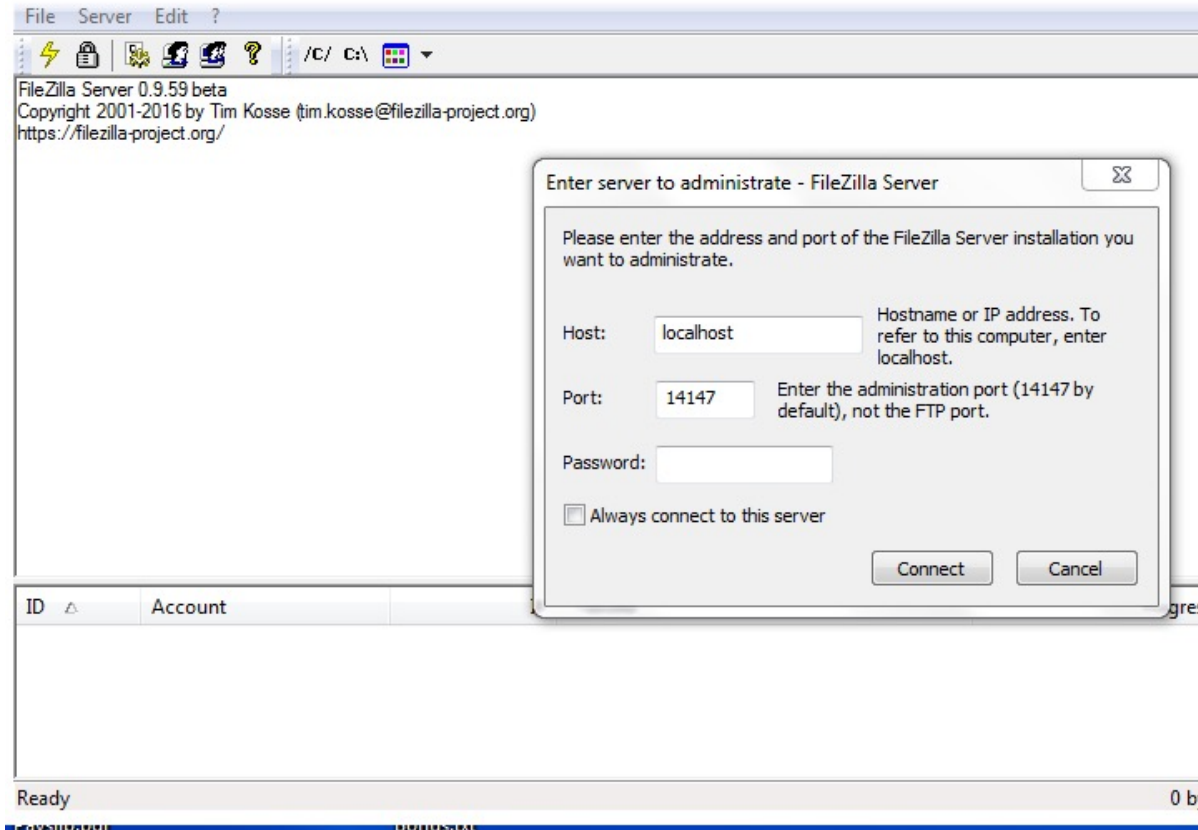 File Server Edit ?
/C/ C:\
FileZilla Server 0.9.59 beta
Copyright 2001-2016 by Tim Kosse (tim.kosse@filezilla-project.org)
https://filezilla-project.org/
Enter server to administrate - FileZilla Server
Please enter the address and port of the FileZilla Server installation you
want to administrate.
Host: localhost
Hostname or IP address. To
refer to this computer, enter
localhost.
Port: 14147
Enter the administration port (14147 by
default), not the FTP port.
Password:
Always connect to this server
Connect Cancel
ID Account
Ready